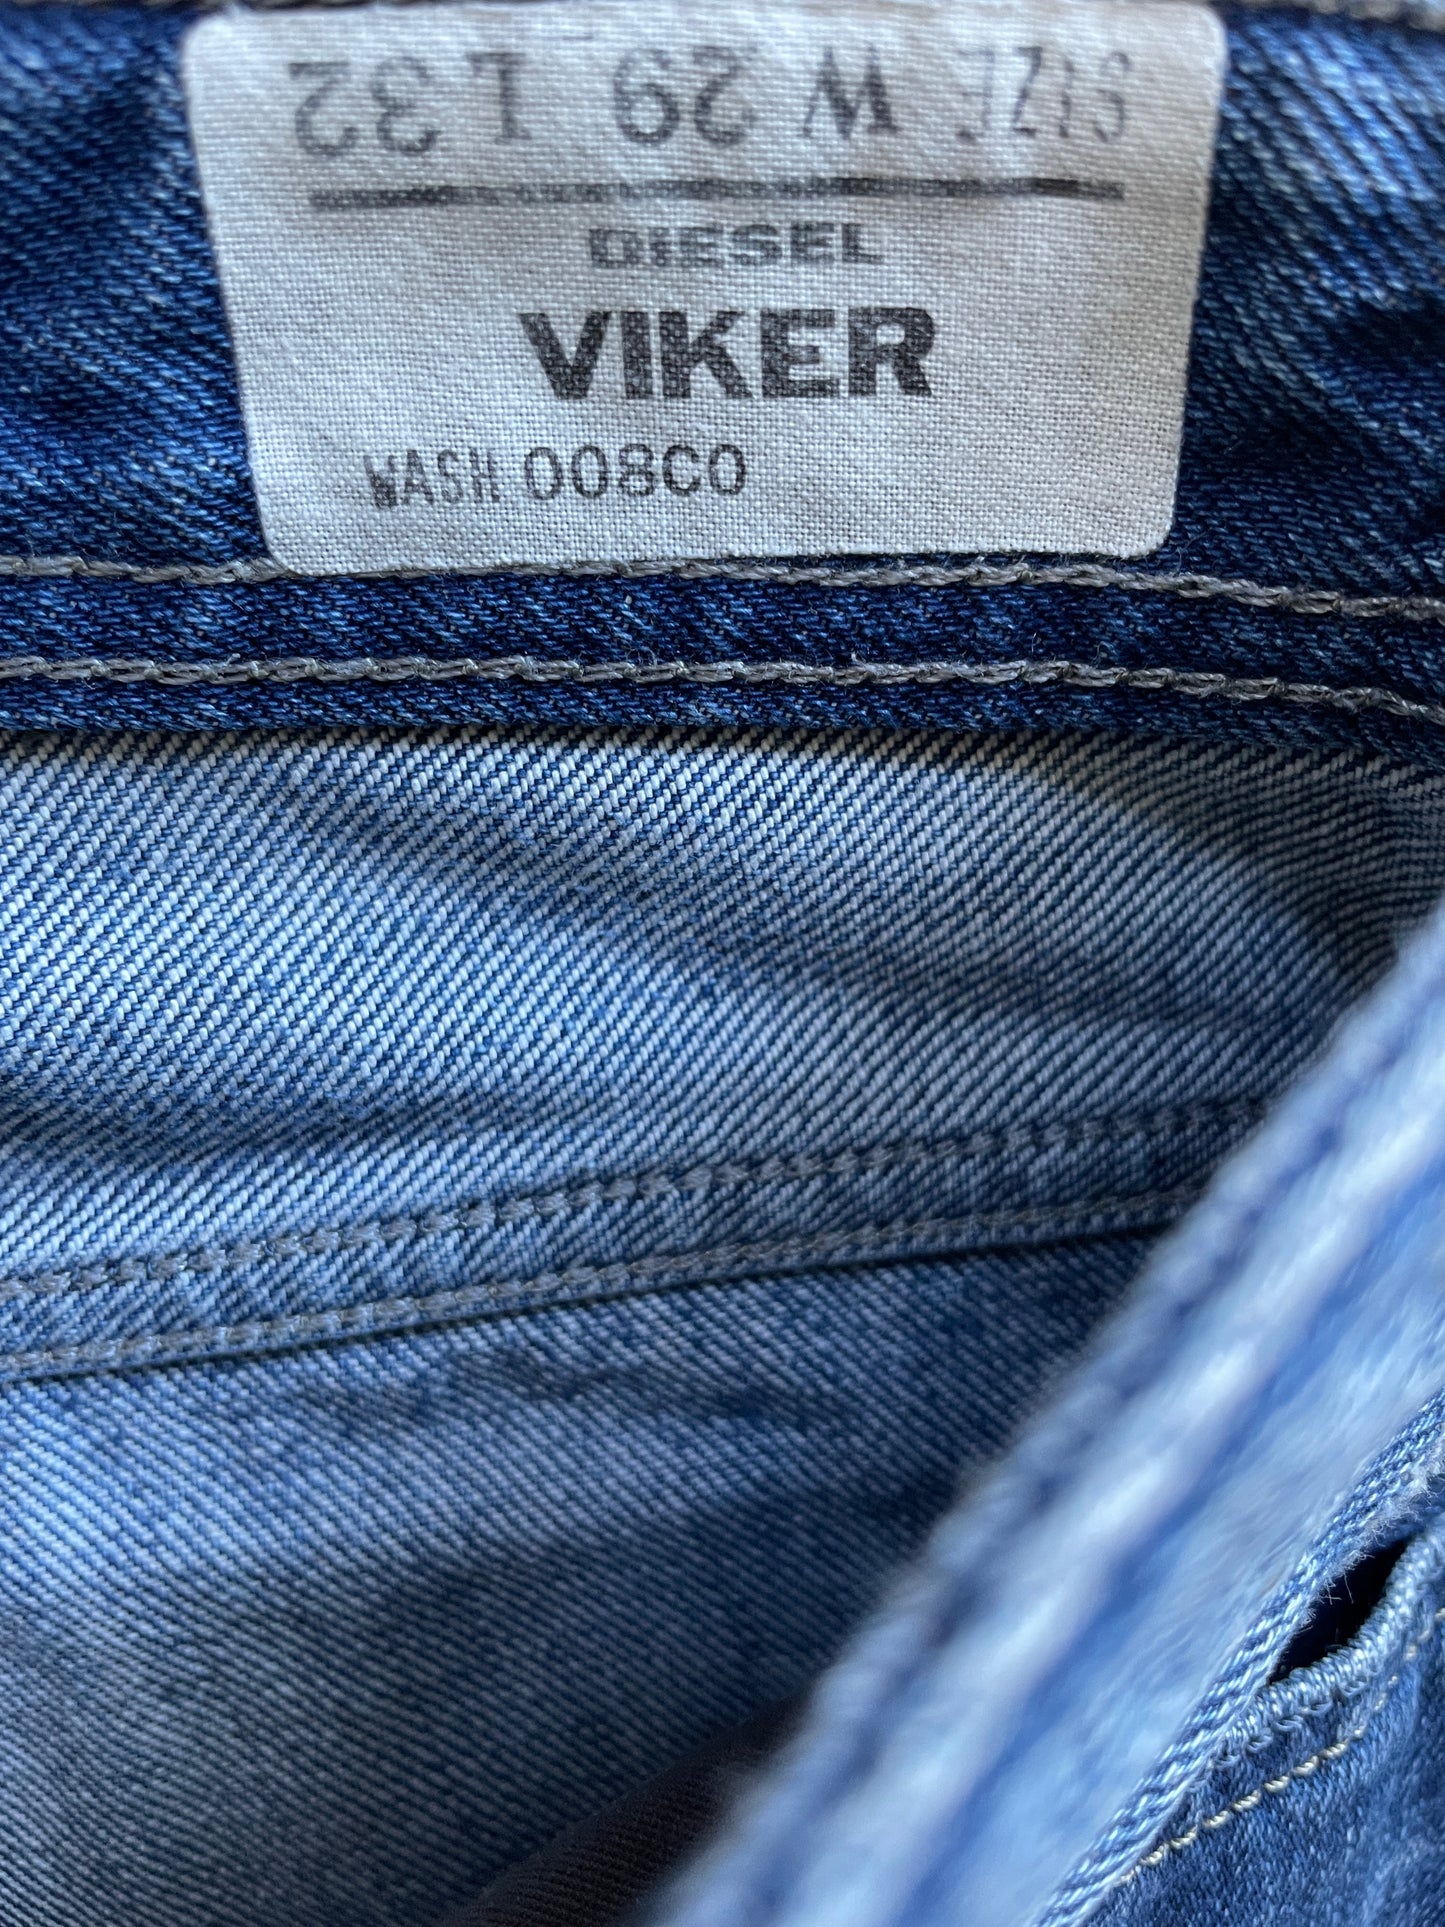 SIZE W 29 L 32
DIESEL
VIKER
WASH 008C0